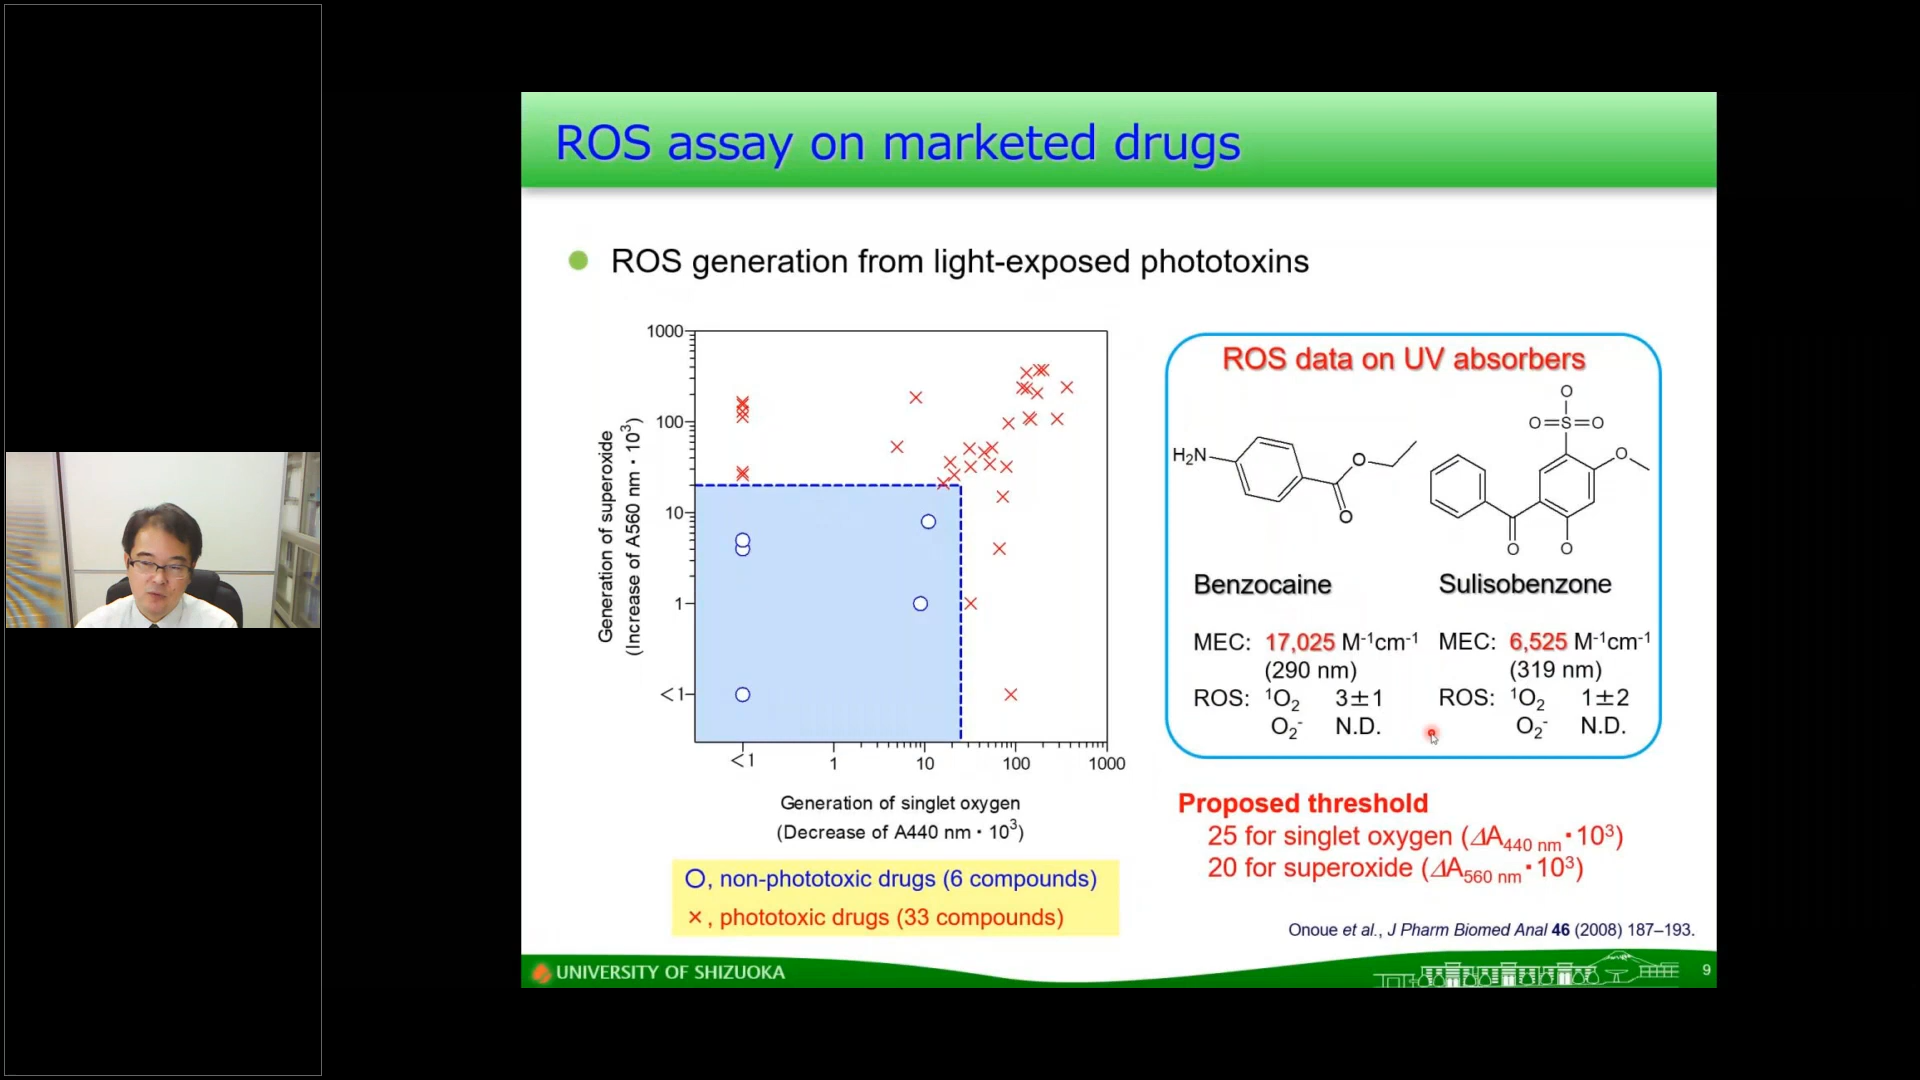 ROS assay on marketed drugs
ROS generation from light-exposed phototoxins
1000
100
10
1
<1
Generation of superoxide
(Increase of A560 nm・10³)
<1
1
10
100
1000
Generation of singlet oxygen
(Decrease of A440 nm・10³)
O, non-phototoxic drugs (6 compounds)
×, phototoxic drugs (33 compounds)
ROS data on UV absorbers
H₂N
O
O
O
O=S=O
O
O
O
Benzocaine
MEC: 17,025 M⁻¹cm⁻¹
(290 nm)
ROS: ¹O₂ 3±1
O₂⁻ N.D.
Sulisobenzone
MEC: 6,525 M⁻¹cm⁻¹
(319 nm)
ROS: ¹O₂ 1±2
O₂⁻ N.D.
Proposed threshold
25 for singlet oxygen (ΔA₄₄₀ nm・10³)
20 for superoxide (ΔA₅₆₀ nm・10³)
Onoue et al., J Pharm Biomed Anal 46 (2008) 187–193.
UNIVERSITY OF SHIZUOKA
9